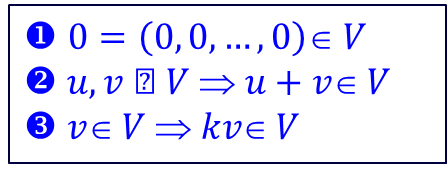 ❶ 0 = (0, 0, ..., 0) ∈ V
❷ u, v ⍰ V ⇒ u + v ∈ V
❸ v ∈ V ⇒ kv ∈ V